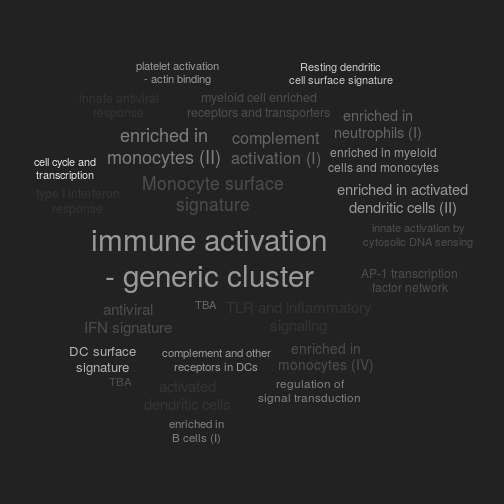 platelet activation
- actin binding
Resting dendritic
cell surface signature
innate antiviral
response
myeloid cell enriched
receptors and transporters
enriched in
neutrophils (I)
enriched in
monocytes (II)
complement
activation (I)
enriched in myeloid
cells and monocytes
cell cycle and
transcription
type I interferon
response
Monocyte surface
signature
enriched in activated
dendritic cells (II)
innate activation by
cytosolic DNA sensing
immune activation
- generic cluster
AP-1 transcription
factor network
antiviral
IFN signature
TBA
TLR and inflammatory
signaling
DC surface
signature
complement and other
receptors in DCs
enriched in
monocytes (IV)
TBA
activated
dendritic cells
regulation of
signal transduction
enriched in
B cells (I)